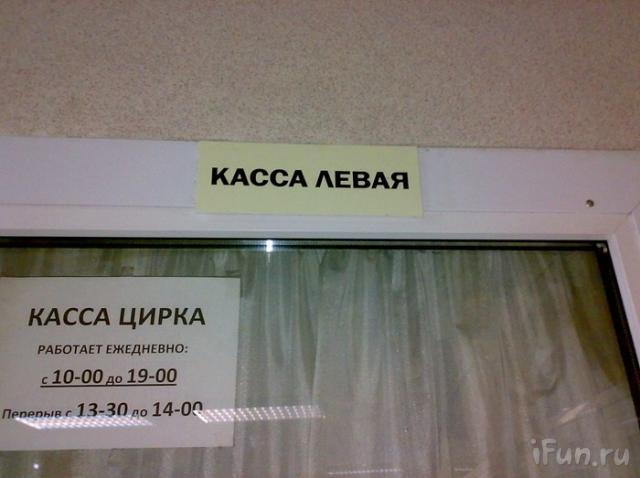 КАССА ЛЕВАЯ
КАССА ЦИРКА
РАБОТАЕТ ЕЖЕДНЕВНО:
с 10-00 до 19-00
Перерыв с 13-30 до 14-00
iFun.ru